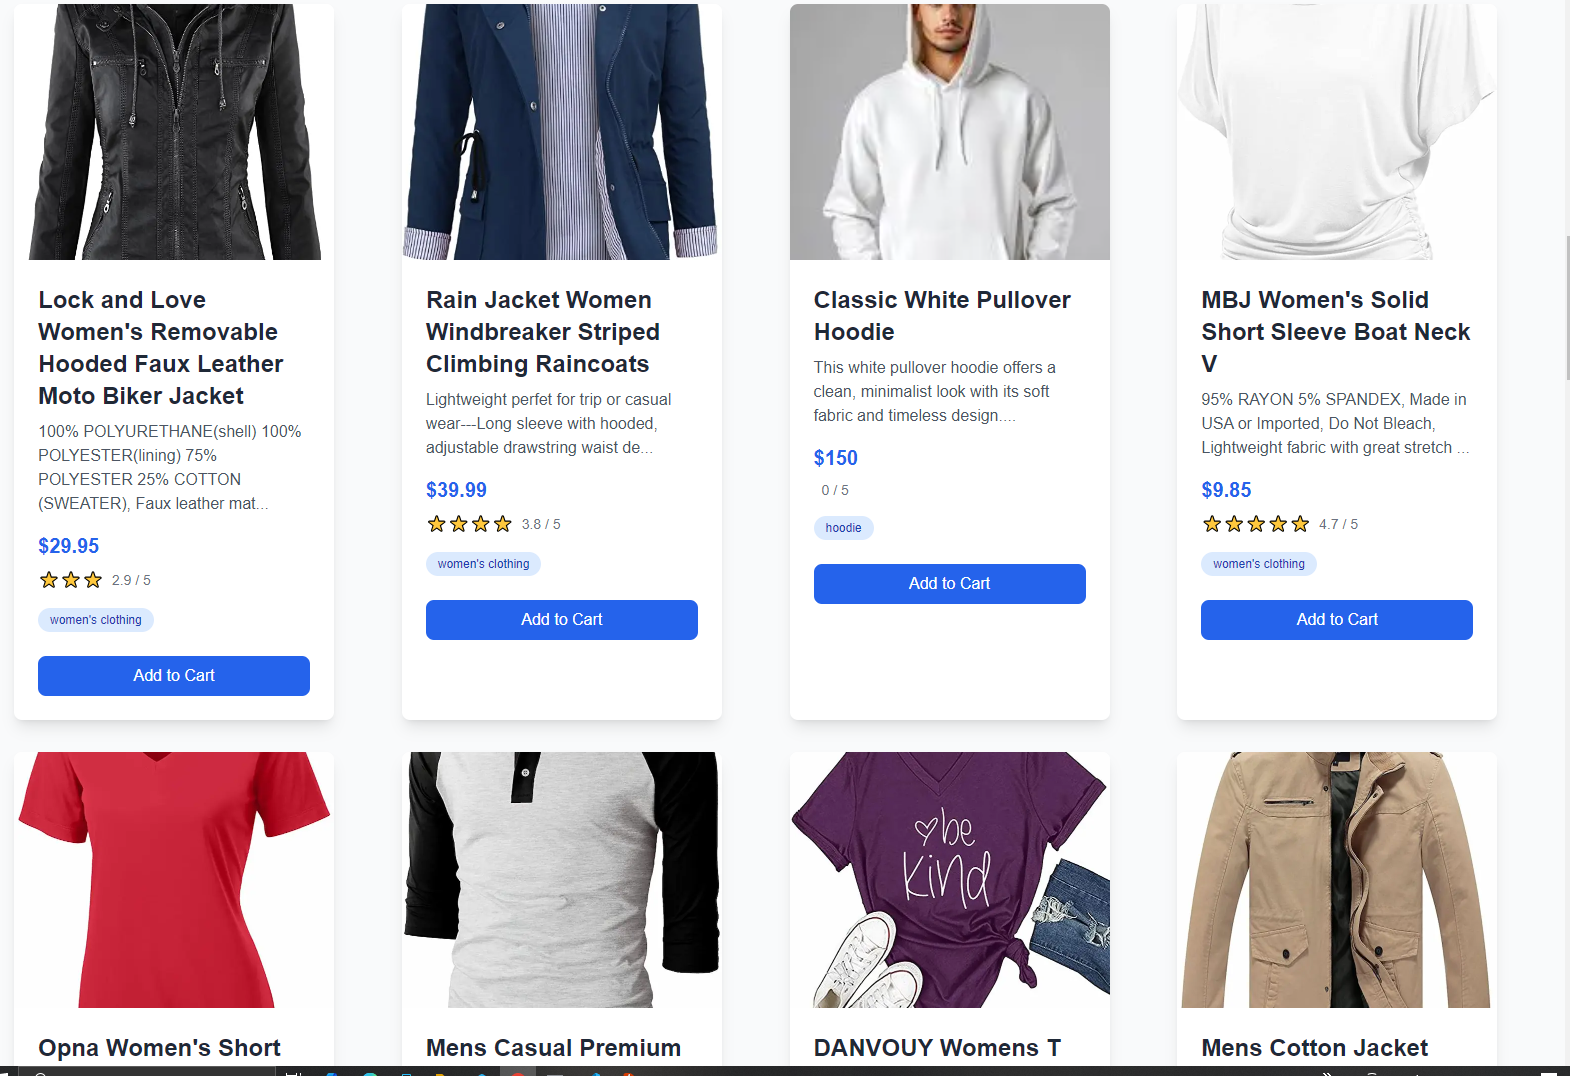 Lock and Love
Women's Removable
Hooded Faux Leather
Moto Biker Jacket
100% POLYURETHANE(shell) 100%
POLYESTER(lining) 75%
POLYESTER 25% COTTON
(SWEATER), Faux leather mat...
$29.95
2.9 / 5
women's clothing
Add to Cart
Rain Jacket Women
Windbreaker Striped
Climbing Raincoats
Lightweight perfet for trip or casual
wear---Long sleeve with hooded,
adjustable drawstring waist de...
$39.99
3.8 / 5
women's clothing
Add to Cart
Classic White Pullover
Hoodie
This white pullover hoodie offers a
clean, minimalist look with its soft
fabric and timeless design....
$150
0 / 5
hoodie
Add to Cart
MBJ Women's Solid
Short Sleeve Boat Neck
V
95% RAYON 5% SPANDEX, Made in
USA or Imported, Do Not Bleach,
Lightweight fabric with great stretch ...
$9.85
4.7 / 5
women's clothing
Add to Cart
Opna Women's Short
Mens Casual Premium
be
kind
DANVOUY Womens T
Mens Cotton Jacket